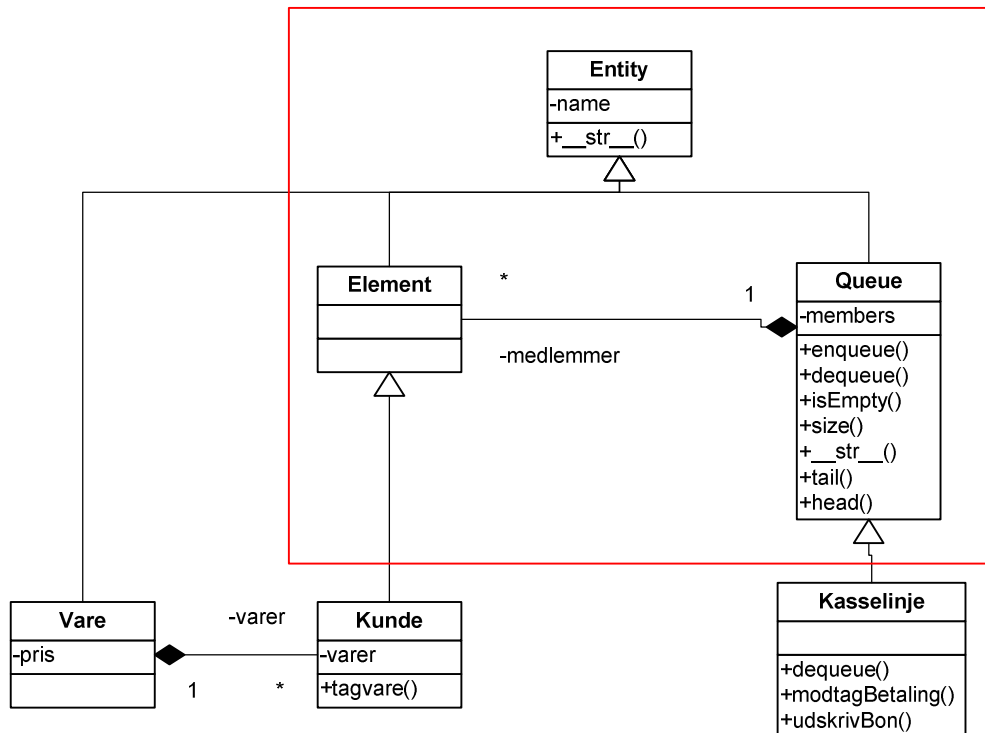 Entity
-name
+__str__()
Element
*
1
-medlemmer
Queue
-members
+enqueue()
+dequeue()
+isEmpty()
+size()
+__str__()
+tail()
+head()
Vare
-pris
-varer
1
*
Kunde
-varer
+tagvare()
Kasselinje
+dequeue()
+modtagBetaling()
+udskrivBon()